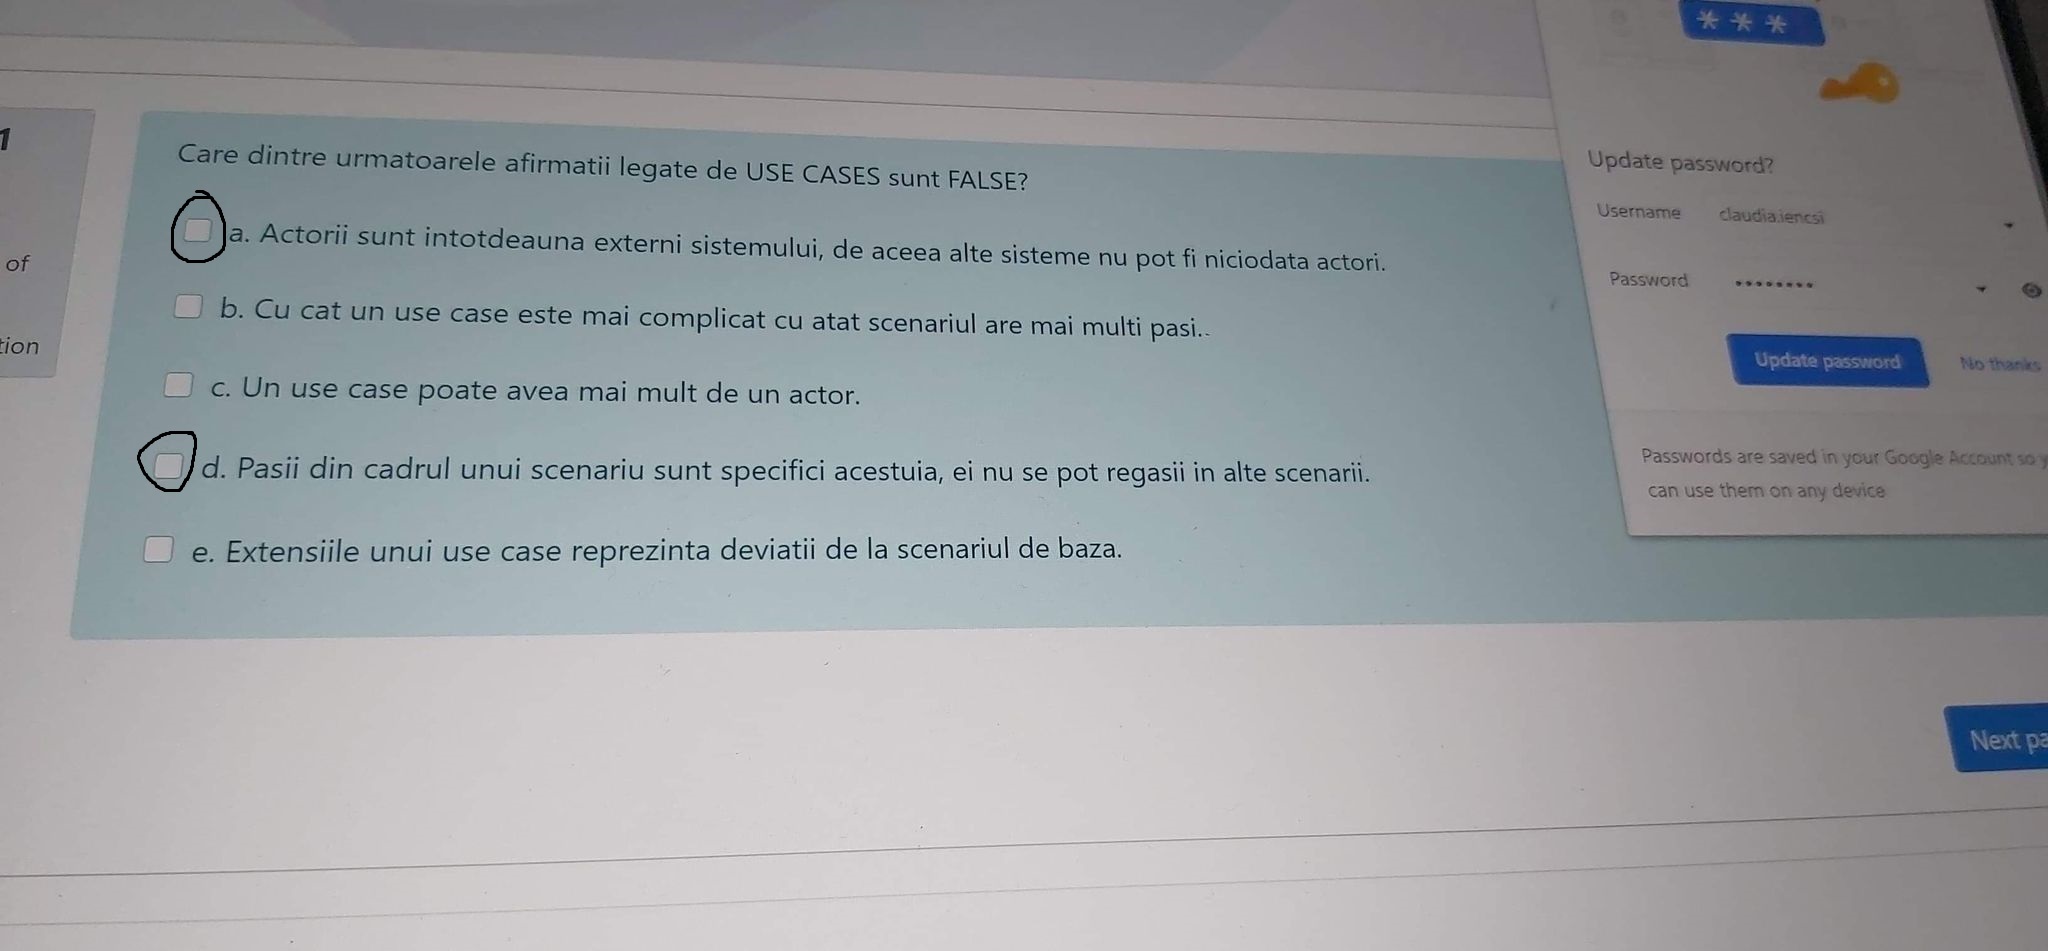 * * *
1
of
tion
Care dintre urmatoarele afirmatii legate de USE CASES sunt FALSE?
a. Actorii sunt intotdeauna externi sistemului, de aceea alte sisteme nu pot fi niciodata actori.
b. Cu cat un use case este mai complicat cu atat scenariul are mai multi pasi..
c. Un use case poate avea mai mult de un actor.
d. Pasii din cadrul unui scenariu sunt specifici acestuia, ei nu se pot regasii in alte scenarii.
e. Extensiile unui use case reprezinta deviatii de la scenariul de baza.
Update password?
Username claudia.iencsi
Password ••••••••
Update password No thanks
Passwords are saved in your Google Account so y
can use them on any device
Next pa